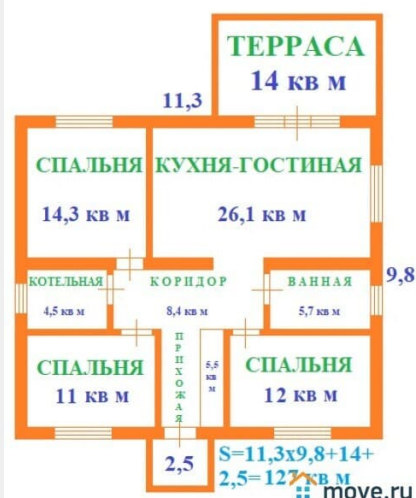 ТЕРРАСА
14 кв м
11,3
СПАЛЬНЯ
14,3 кв м
КУХНЯ-ГОСТИНАЯ
26,1 кв м
9,8
КОТЕЛЬНАЯ
4,5 кв м
КОРИДОР
8,4 кв м
ВАННАЯ
5,7 кв м
СПАЛЬНЯ
11 кв м
ПРИХОЖАЯ
5,5 кв м
СПАЛЬНЯ
12 кв м
2,5
S=11,3х9,8+14+
2,5=127 кв м
move.ru